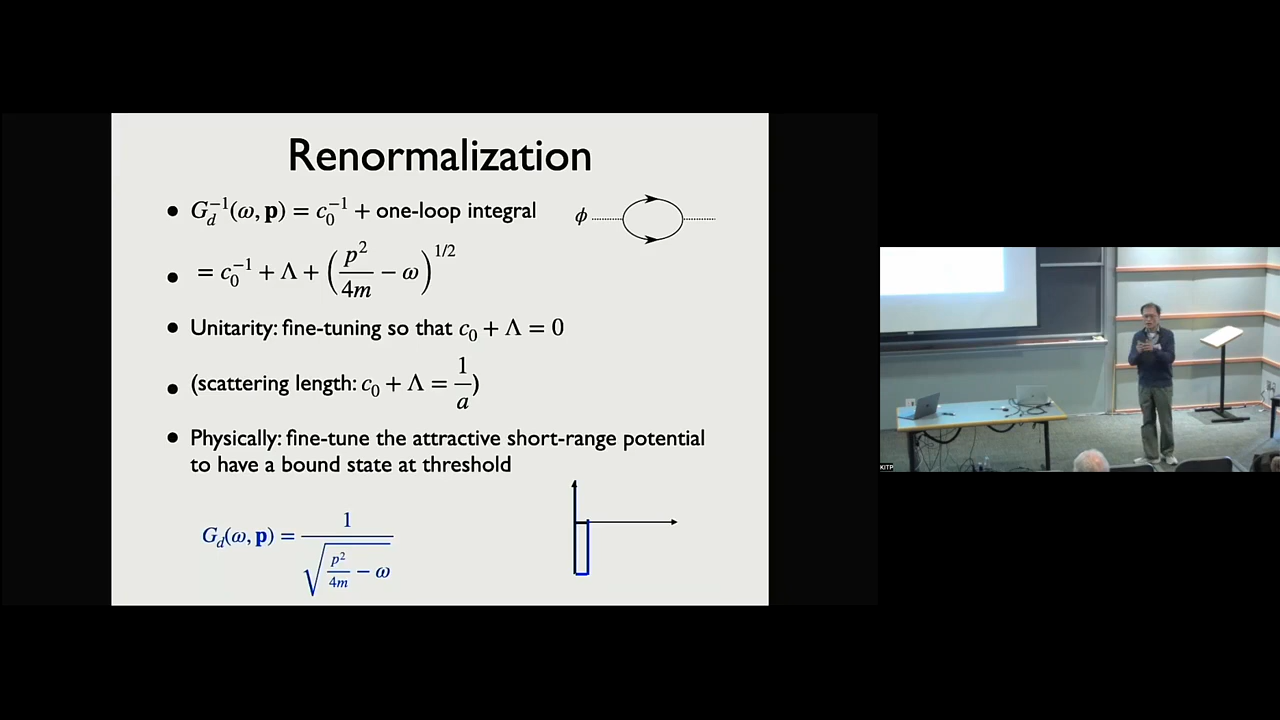 Renormalization
• G_d^{-1}(ω, p) = c_0^{-1} + one-loop integral
ϕ
• = c_0^{-1} + Λ + (p^2/4m − ω)^{1/2}
• Unitarity: fine-tuning so that c_0 + Λ = 0
• (scattering length: c_0 + Λ = 1/a)
• Physically: fine-tune the attractive short-range potential
to have a bound state at threshold
G_d(ω, p) = 1/√(p^2/4m − ω)
KITP